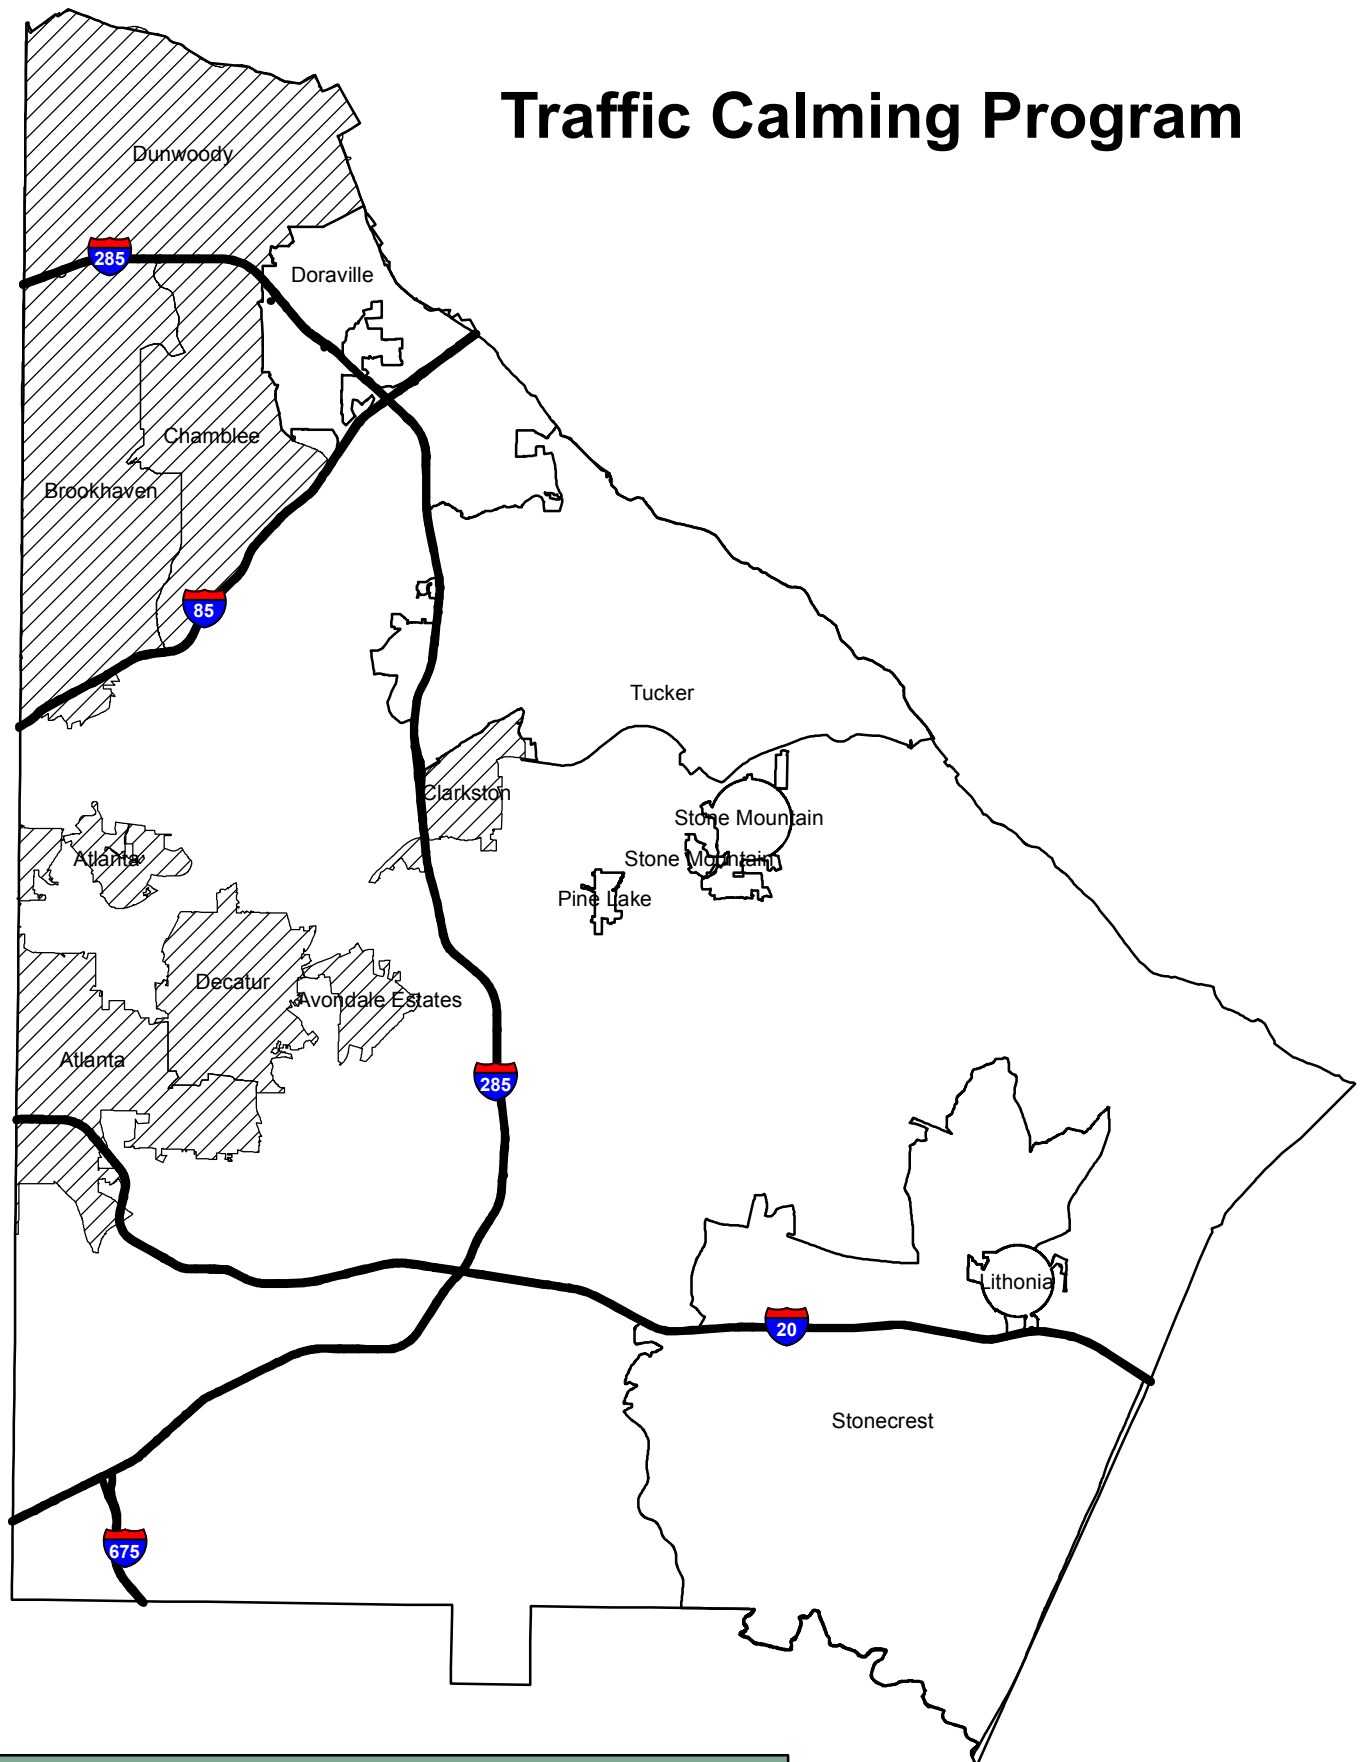 Traffic Calming Program
Dunwoody
285
Doraville
Chamblee
Brookhaven
85
Tucker
Clarkston
Stone Mountain
Atlanta
Stone Mountain
Pine Lake
Decatur
Avondale Estates
Atlanta
285
Lithonia
20
Stonecrest
675